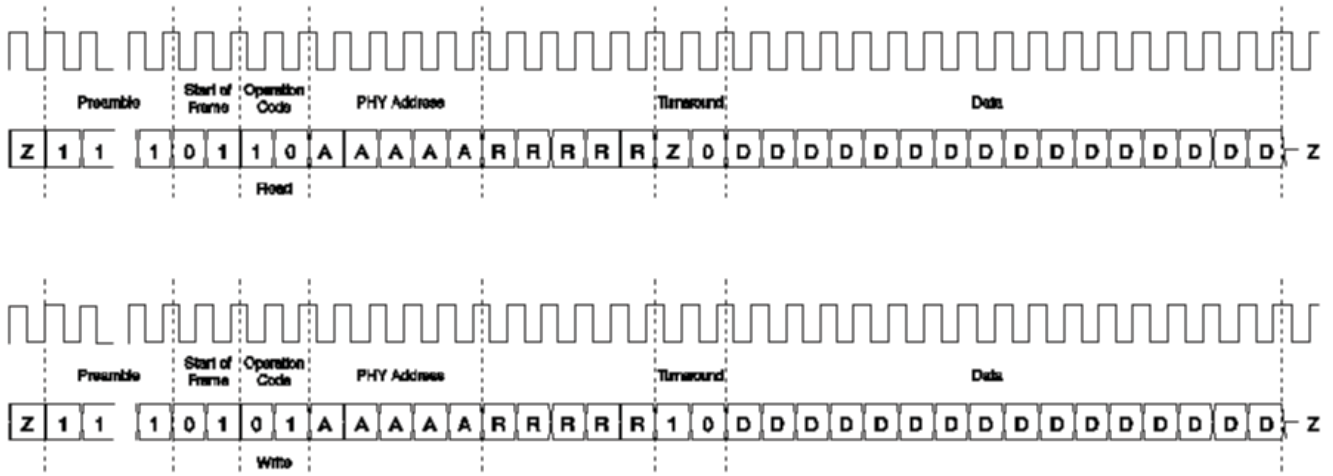 Start of Operation
Preamble Frame Code PHY Address Turnaround Data
Z 1 1 1 0 1 1 0 A A A A A R R R R R Z 0 D D D D D D D D D D D D D D D D Z
Read
Start of Operation
Preamble Frame Code PHY Address Turnaround Data
Z 1 1 1 0 1 0 1 A A A A A R R R R R 1 0 D D D D D D D D D D D D D D D D Z
Write